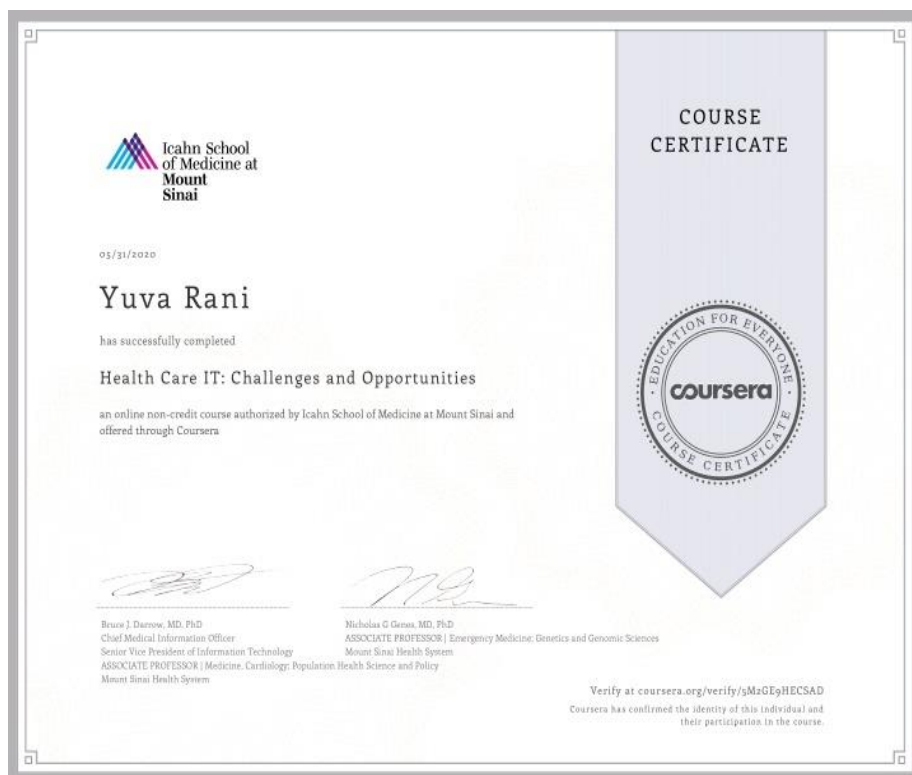 Icahn School
of Medicine at
Mount
Sinai
05/31/2020
Yuva Rani
has successfully completed
Health Care IT: Challenges and Opportunities
an online non-credit course authorized by Icahn School of Medicine at Mount Sinai and
offered through Coursera
COURSE
CERTIFICATE
EDUCATION FOR EVERYONE
coursera
COURSE CERTIFICATE
Bruce J. Darrow, MD, PhD
Chief Medical Information Officer
Senior Vice President of Information Technology
ASSOCIATE PROFESSOR | Medicine, Cardiology; Population Health Science and Policy
Mount Sinai Health System
Nicholas G Genes, MD, PhD
ASSOCIATE PROFESSOR | Emergency Medicine; Genetics and Genomic Sciences
Mount Sinai Health System
Verify at coursera.org/verify/5M2GE9HECSAD
Coursera has confirmed the identity of this individual and
their participation in the course.